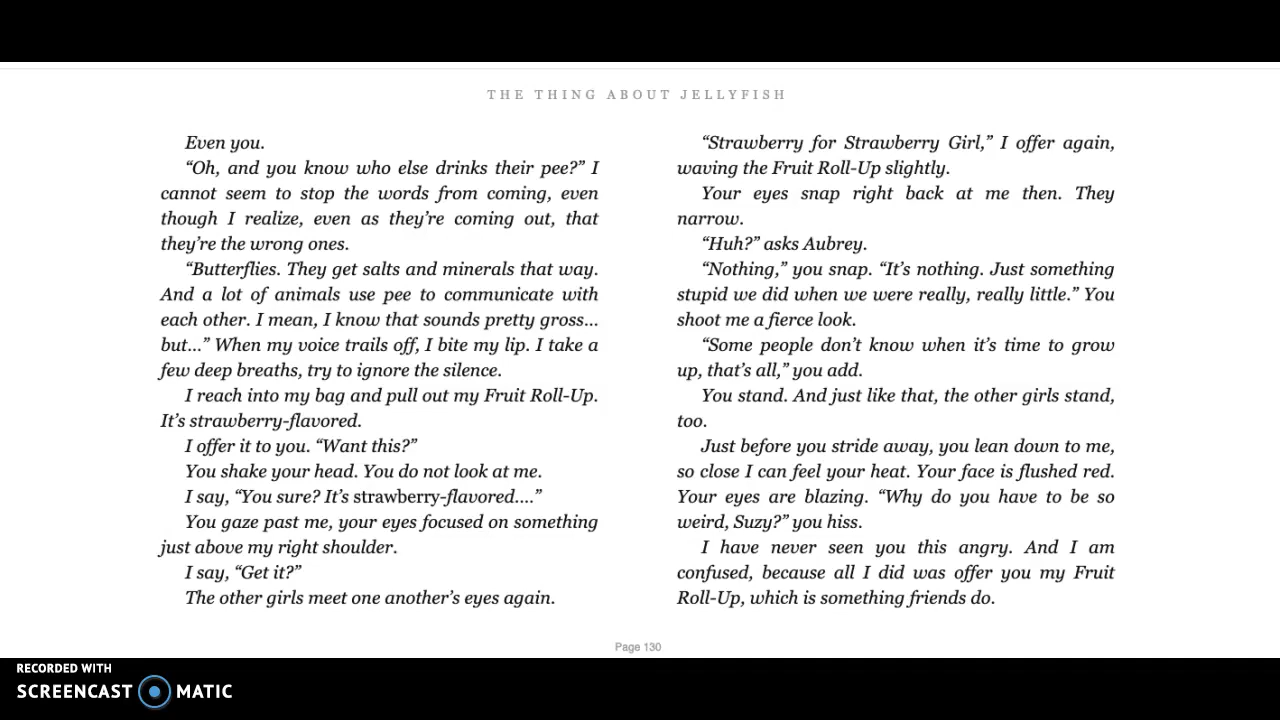 THE THING ABOUT JELLYFISH
Even you.
“Oh, and you know who else drinks their pee?” I
cannot seem to stop the words from coming, even
though I realize, even as they’re coming out, that
they’re the wrong ones.
“Butterflies. They get salts and minerals that way.
And a lot of animals use pee to communicate with
each other. I mean, I know that sounds pretty gross…
but…” When my voice trails off, I bite my lip. I take a
few deep breaths, try to ignore the silence.
I reach into my bag and pull out my Fruit Roll-Up.
It’s strawberry-flavored.
I offer it to you. “Want this?”
You shake your head. You do not look at me.
I say, “You sure? It’s strawberry-flavored.…”
You gaze past me, your eyes focused on something
just above my right shoulder.
I say, “Get it?”
The other girls meet one another’s eyes again.
“Strawberry for Strawberry Girl,” I offer again,
waving the Fruit Roll-Up slightly.
Your eyes snap right back at me then. They
narrow.
“Huh?” asks Aubrey.
“Nothing,” you snap. “It’s nothing. Just something
stupid we did when we were really, really little.” You
shoot me a fierce look.
“Some people don’t know when it’s time to grow
up, that’s all,” you add.
You stand. And just like that, the other girls stand,
too.
Just before you stride away, you lean down to me,
so close I can feel your heat. Your face is flushed red.
Your eyes are blazing. “Why do you have to be so
weird, Suzy?” you hiss.
I have never seen you this angry. And I am
confused, because all I did was offer you my Fruit
Roll-Up, which is something friends do.
Page 130
RECORDED WITH
SCREENCAST MATIC